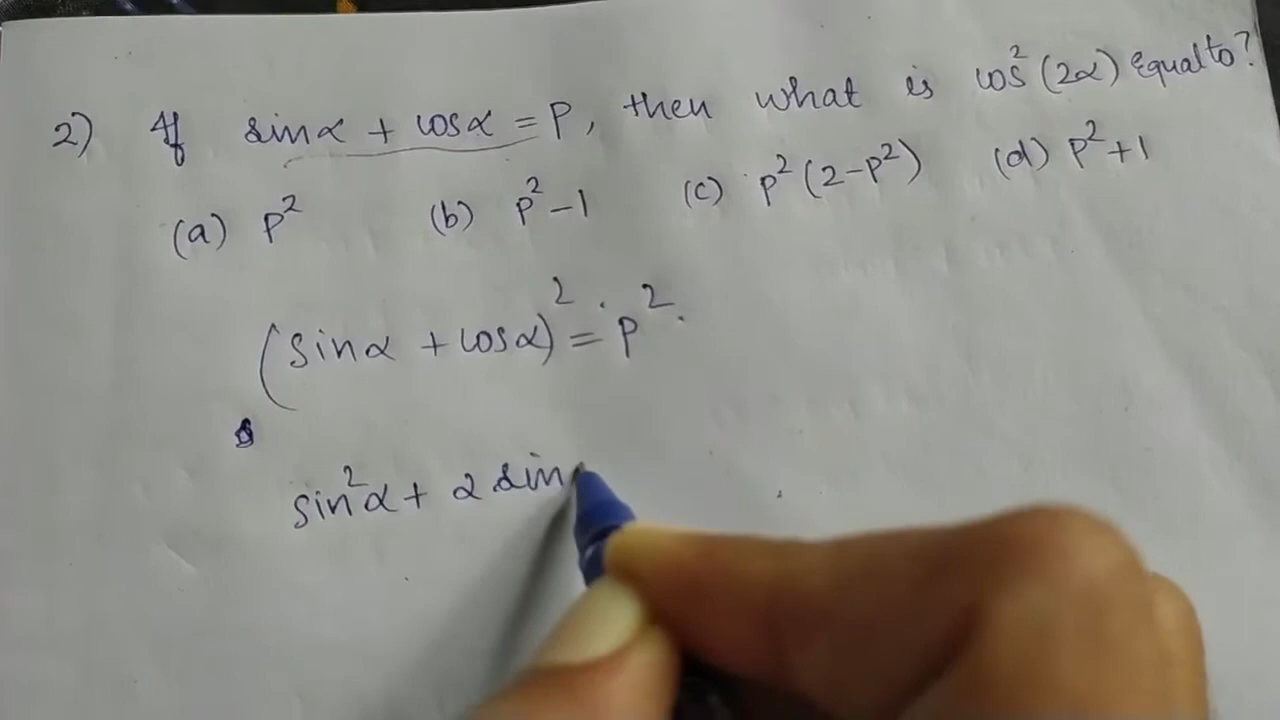 2) If sinα + cosα = P, then what is cos²(2α) Equal to?
(a) P² (b) P²-1 (c) P²(2-P²) (d) P²+1
(sinα + cosα)² = P².
sin²α + 2 sin